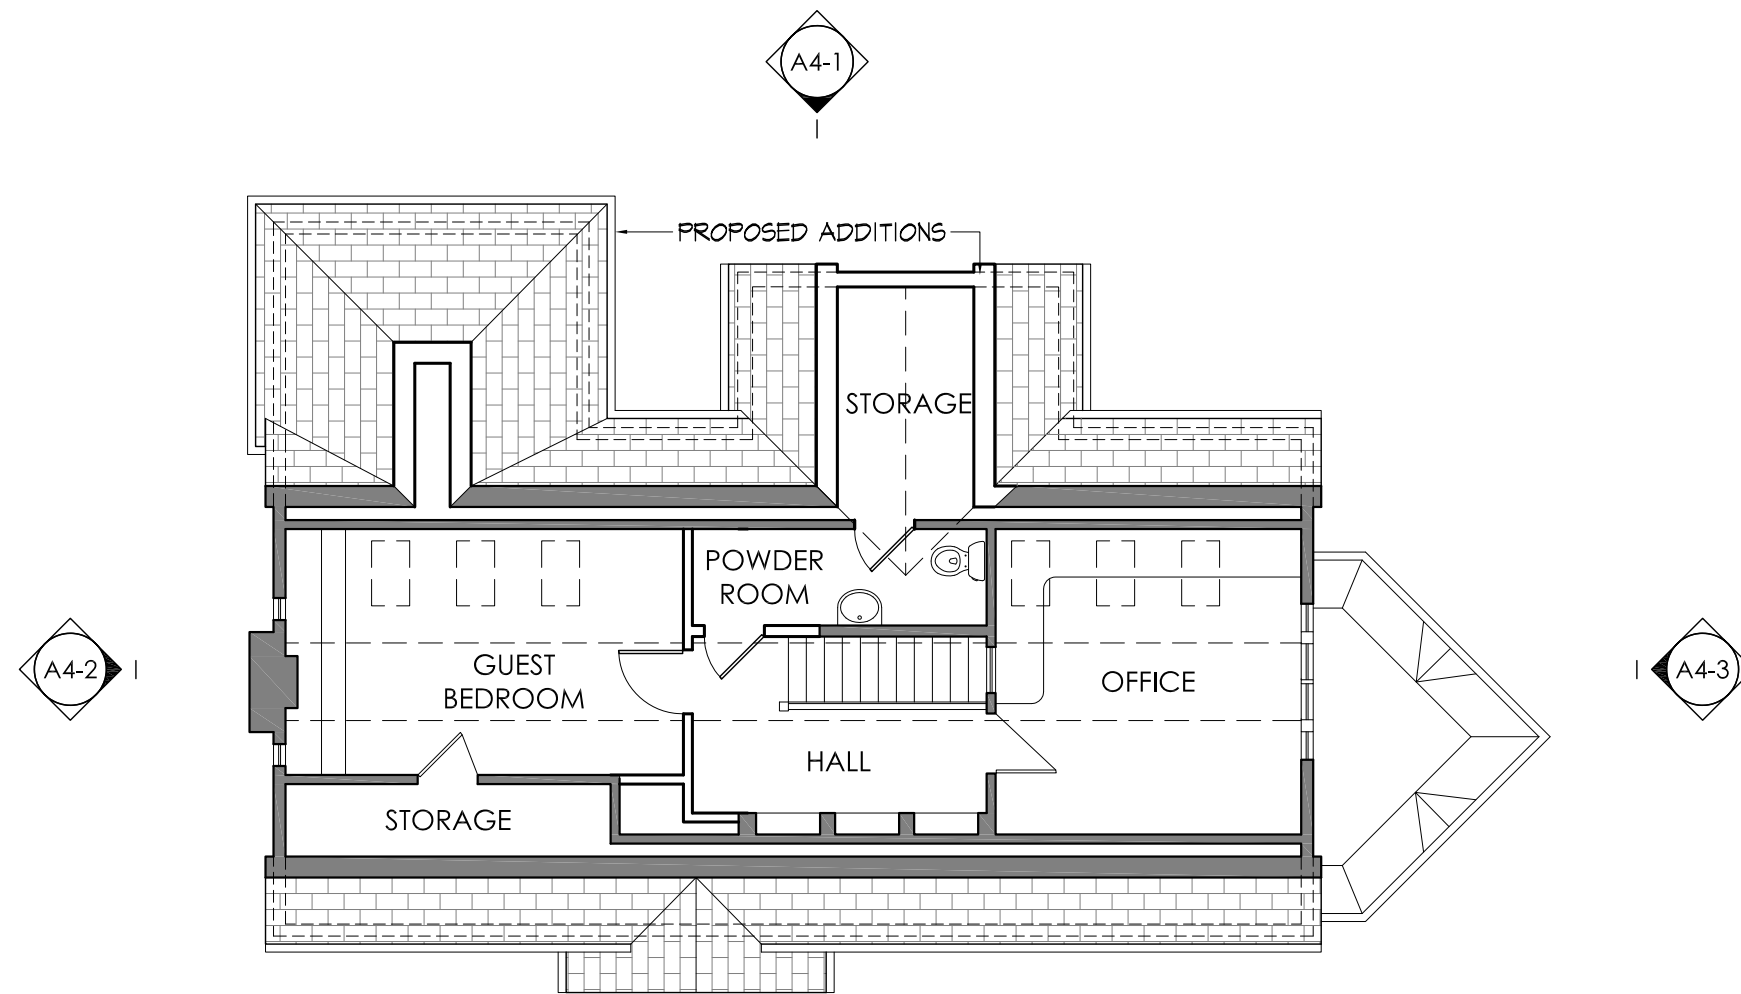 A4-1
PROPOSED ADDITIONS
STORAGE
POWDER
ROOM
A4-2
GUEST
BEDROOM
OFFICE
A4-3
HALL
STORAGE